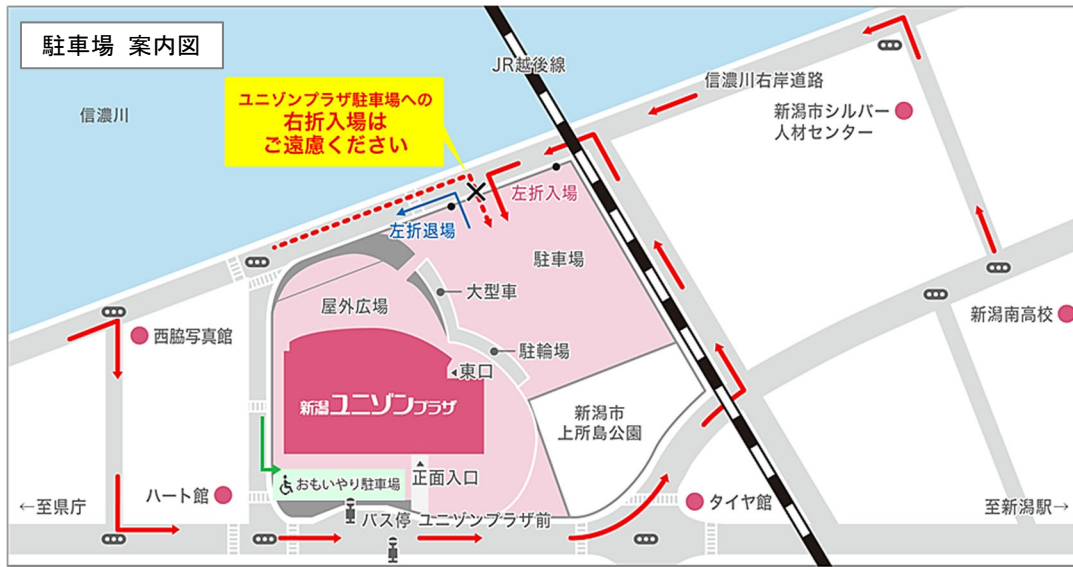 駐車場 案内図
JR越後線
信濃川右岸道路
信濃川
ユニゾンプラザ駐車場への
右折入場は
ご遠慮ください
新潟市シルバー
人材センター
左折入場
左折退場
駐車場
大型車
屋外広場
新潟南高校
西脇写真館
駐輪場
東口
新潟ユニゾンプラザ
新潟市
上所島公園
正面入口
おもいやり駐車場
ハート館
タイヤ館
←至県庁
至新潟駅→
バス停 ユニゾンプラザ前